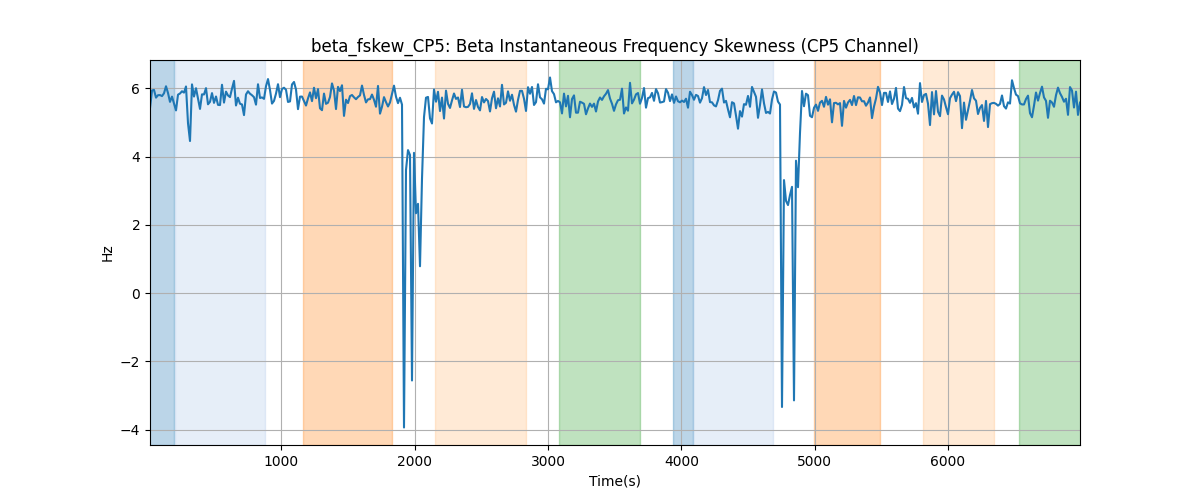 beta_fskew_CP5: Beta Instantaneous Frequency Skewness (CP5 Channel)
6
4
2
0
−2
−4
Hz
1000 2000 3000 4000 5000 6000
Time(s)